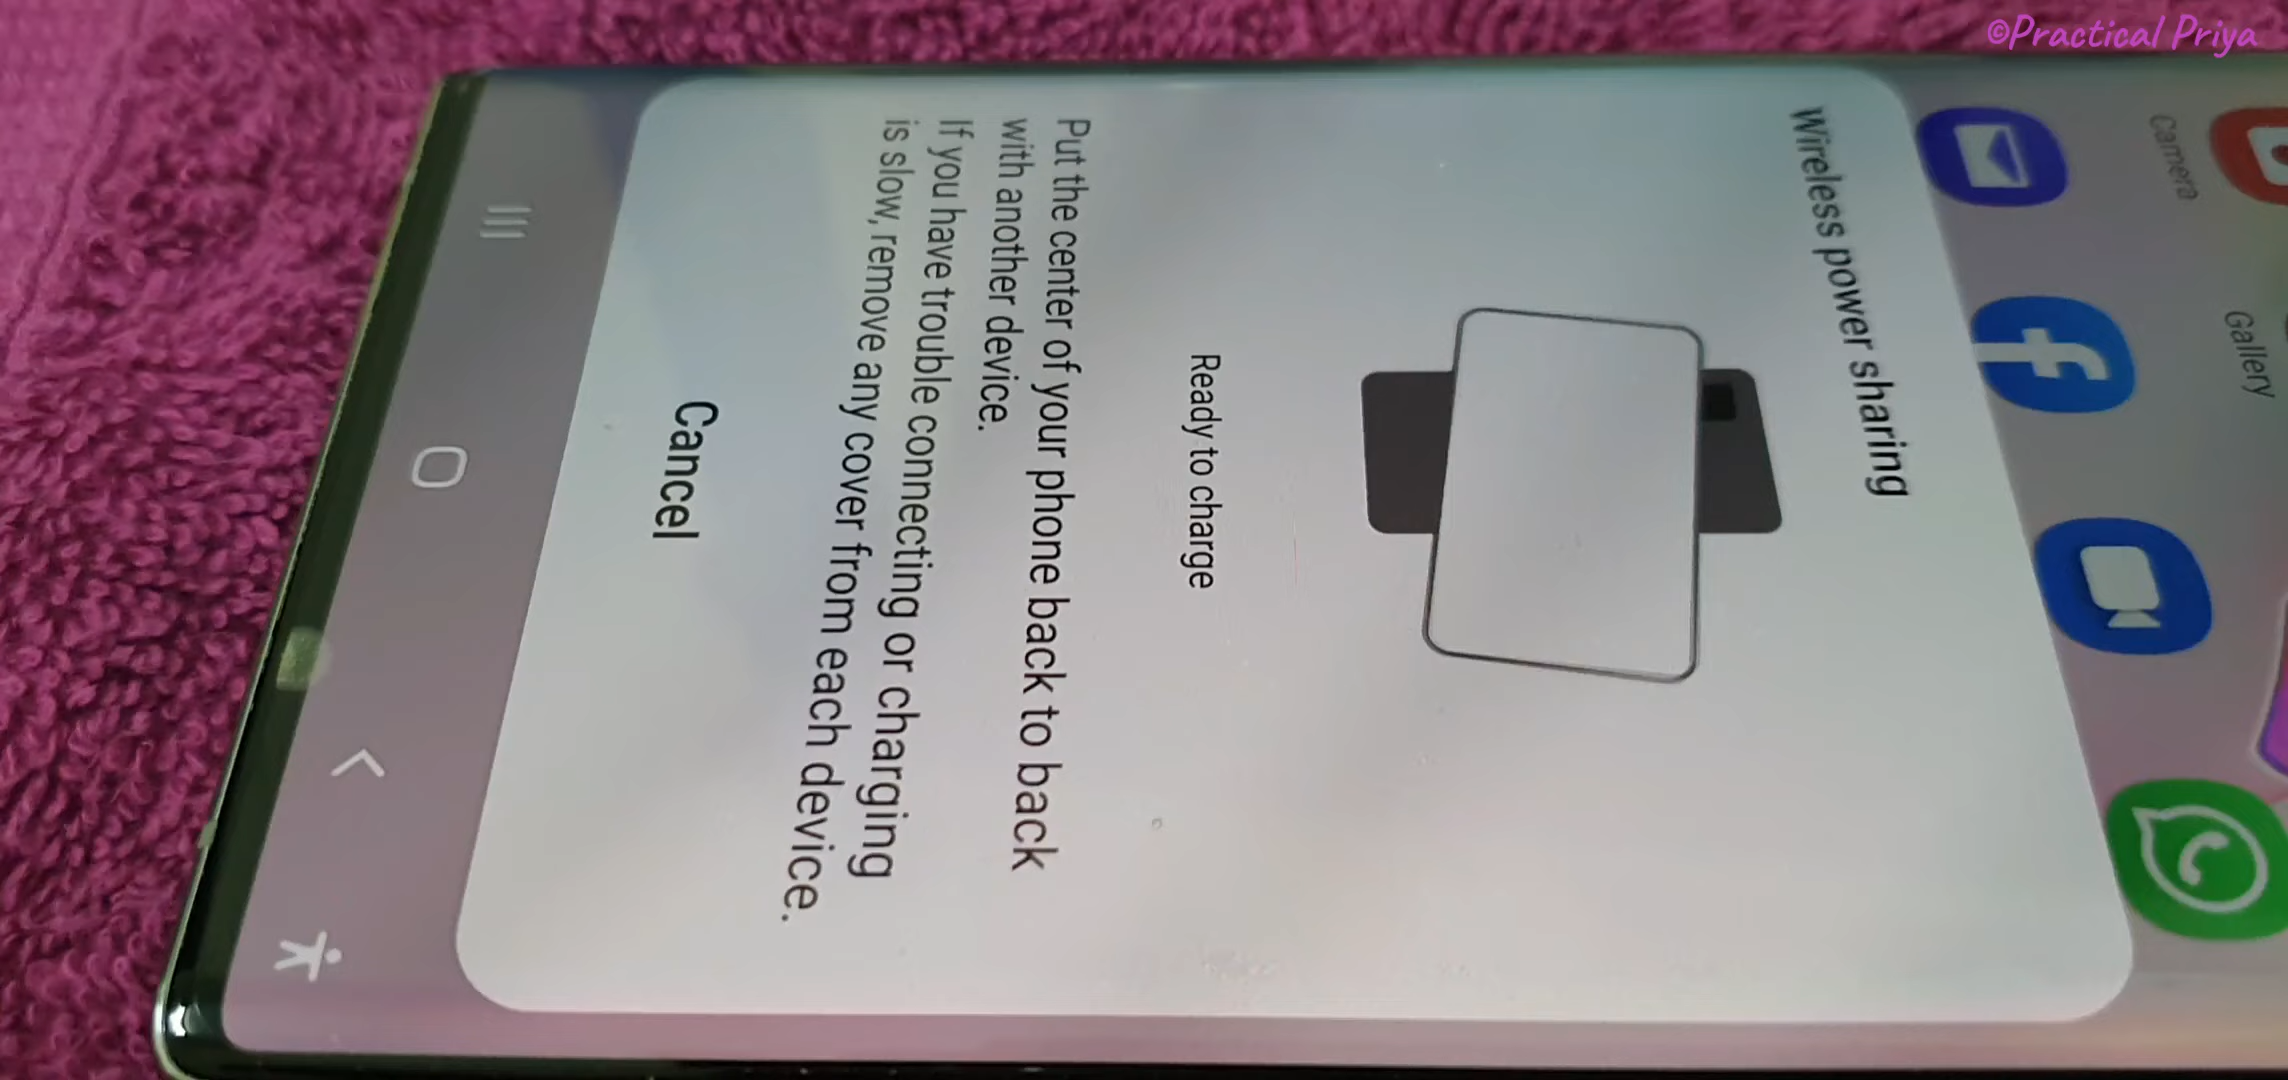 ©Practical Priya
Camera
Gallery
Wireless power sharing
Ready to charge
Put the center of your phone back to back
with another device.
If you have trouble connecting or charging
is slow, remove any cover from each device.
Cancel